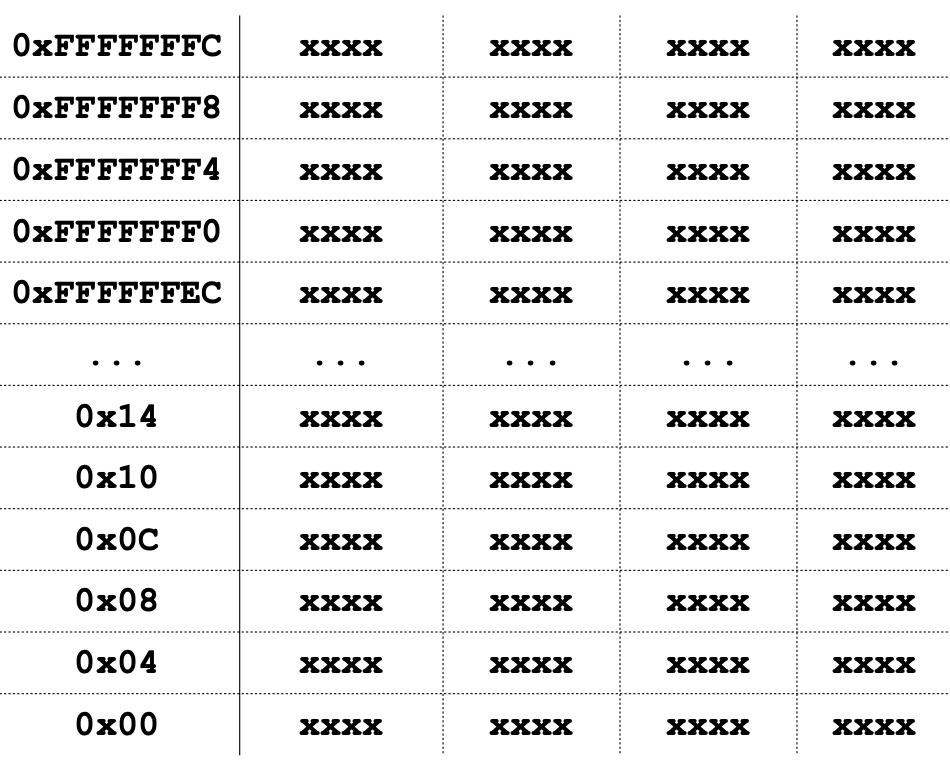 0xFFFFFFFC xxxx xxxx xxxx xxxx
0xFFFFFFF8 xxxx xxxx xxxx xxxx
0xFFFFFFF4 xxxx xxxx xxxx xxxx
0xFFFFFFF0 xxxx xxxx xxxx xxxx
0xFFFFFFEC xxxx xxxx xxxx xxxx
... ... ... ... ...
0x14 xxxx xxxx xxxx xxxx
0x10 xxxx xxxx xxxx xxxx
0x0C xxxx xxxx xxxx xxxx
0x08 xxxx xxxx xxxx xxxx
0x04 xxxx xxxx xxxx xxxx
0x00 xxxx xxxx xxxx xxxx